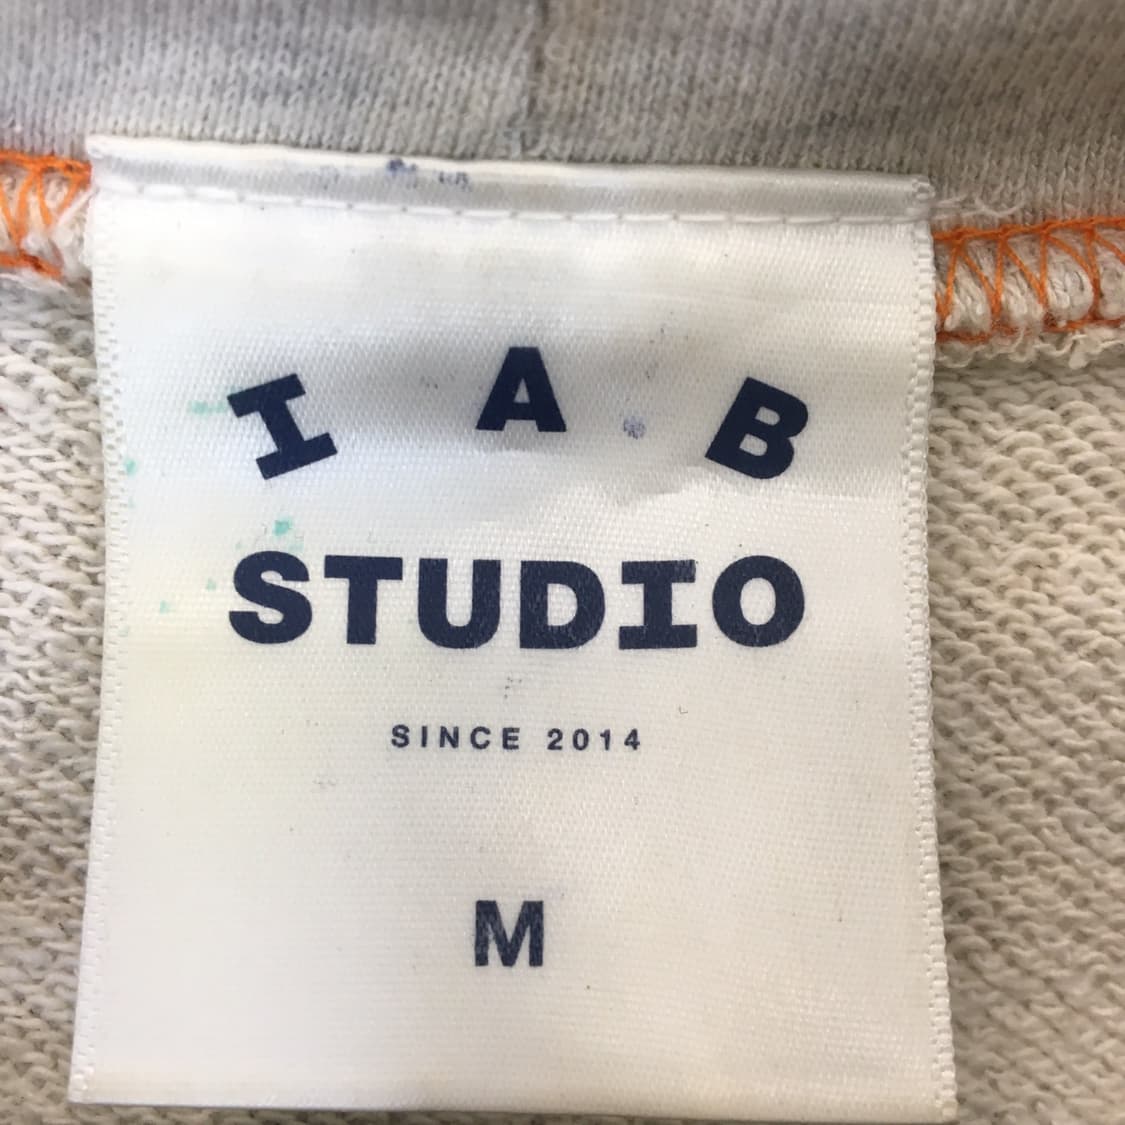 I A B
STUDIO
SINCE 2014
M